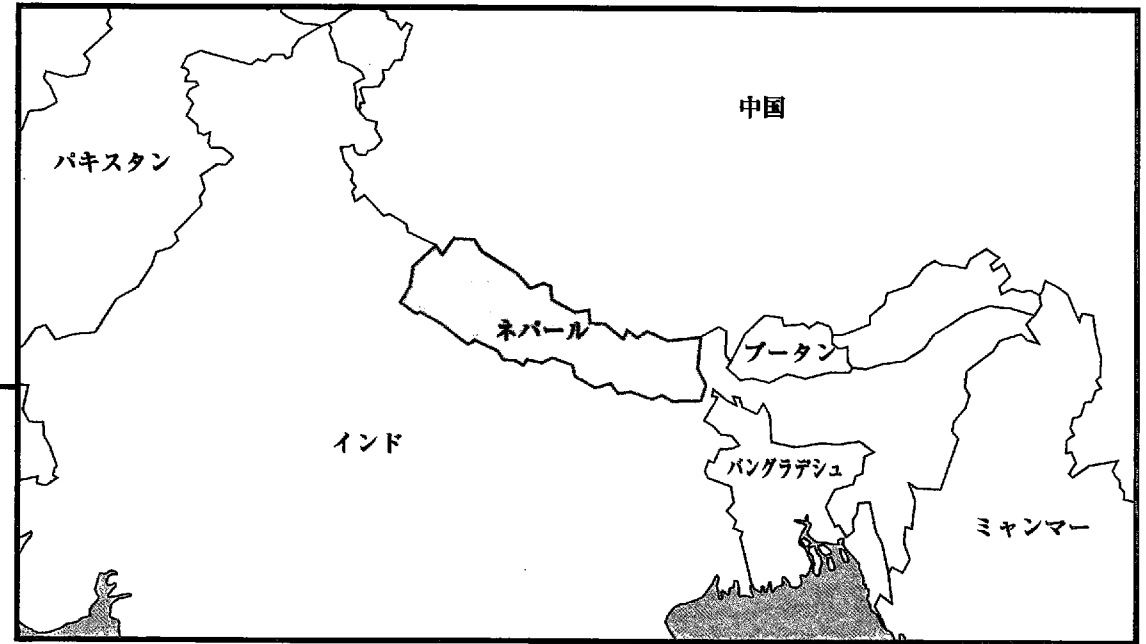 中国
パキスタン
ネパール
ブータン
インド
バングラデシュ
ミャンマー